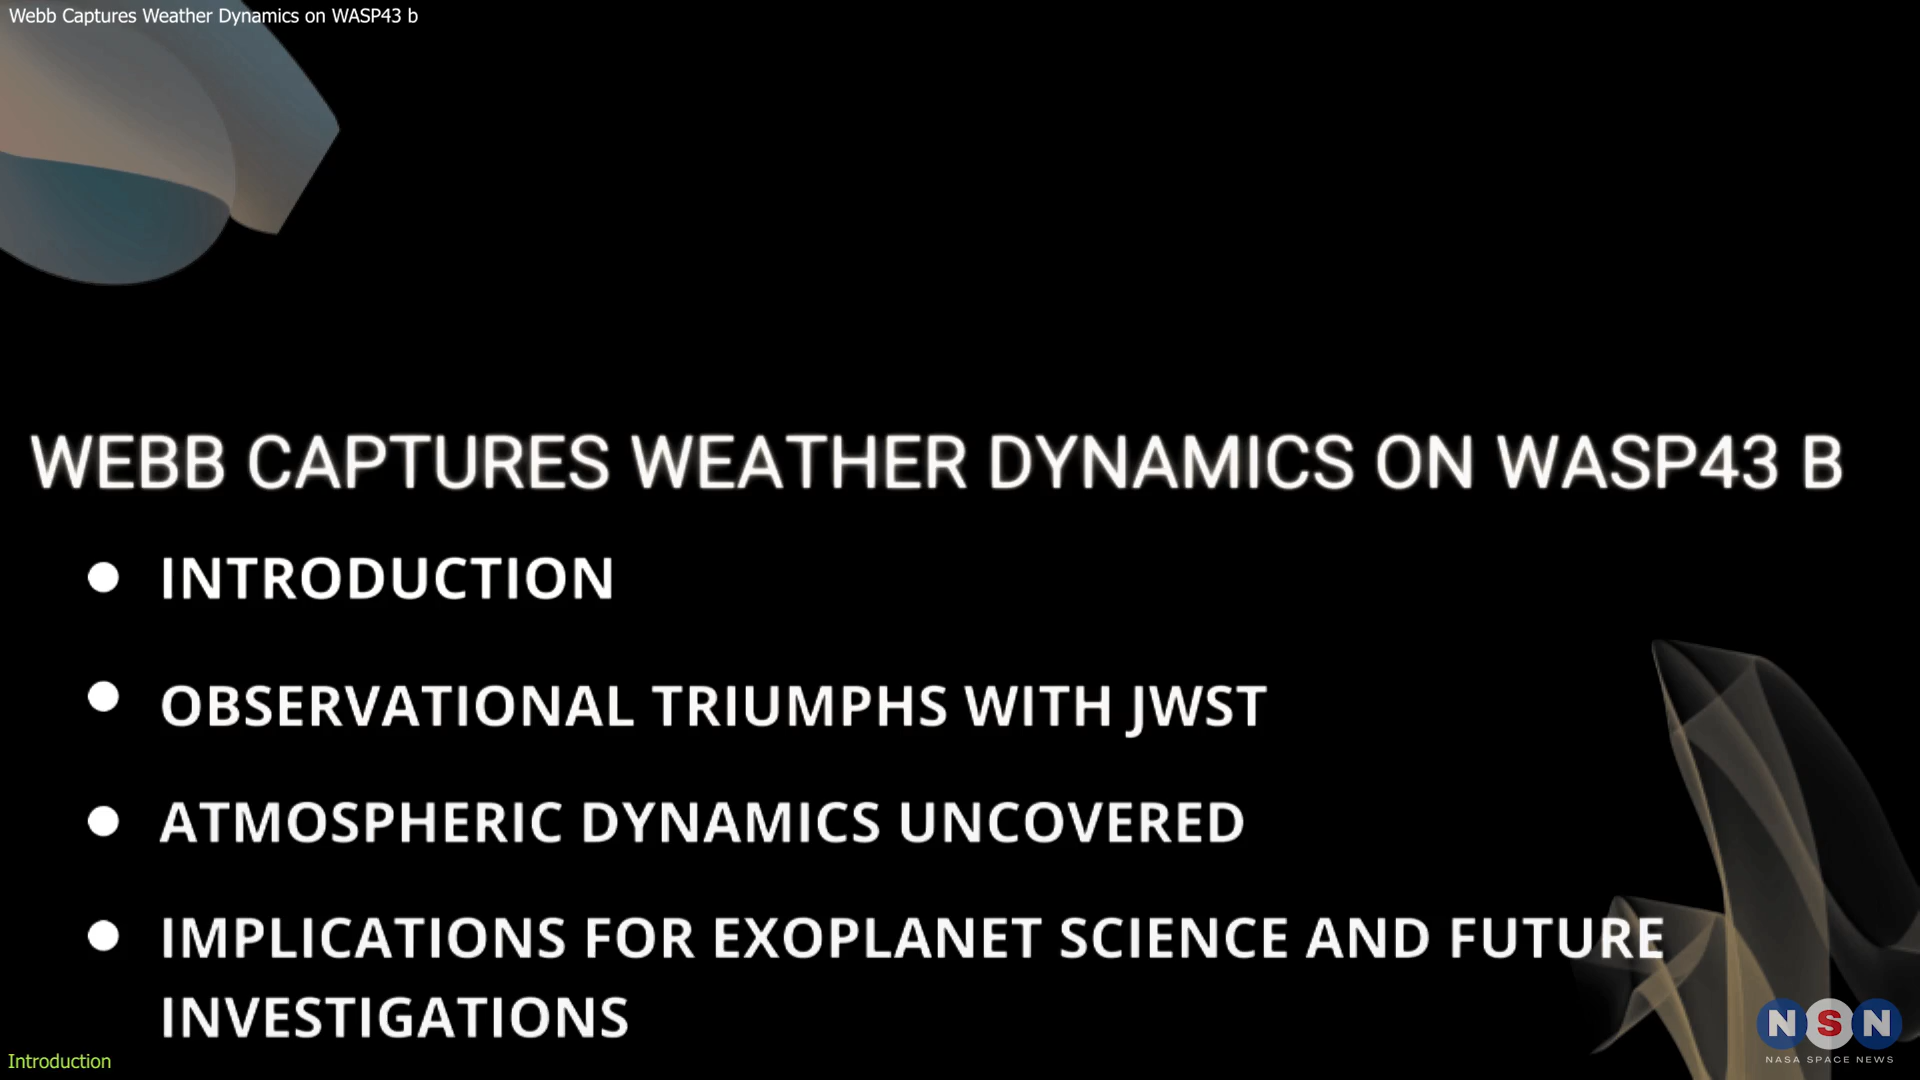 Webb Captures Weather Dynamics on WASP43 b
WEBB CAPTURES WEATHER DYNAMICS ON WASP43 B
INTRODUCTION
OBSERVATIONAL TRIUMPHS WITH JWST
ATMOSPHERIC DYNAMICS UNCOVERED
IMPLICATIONS FOR EXOPLANET SCIENCE AND FUTURE
INVESTIGATIONS
NSN
NASA SPACE NEWS
Introduction